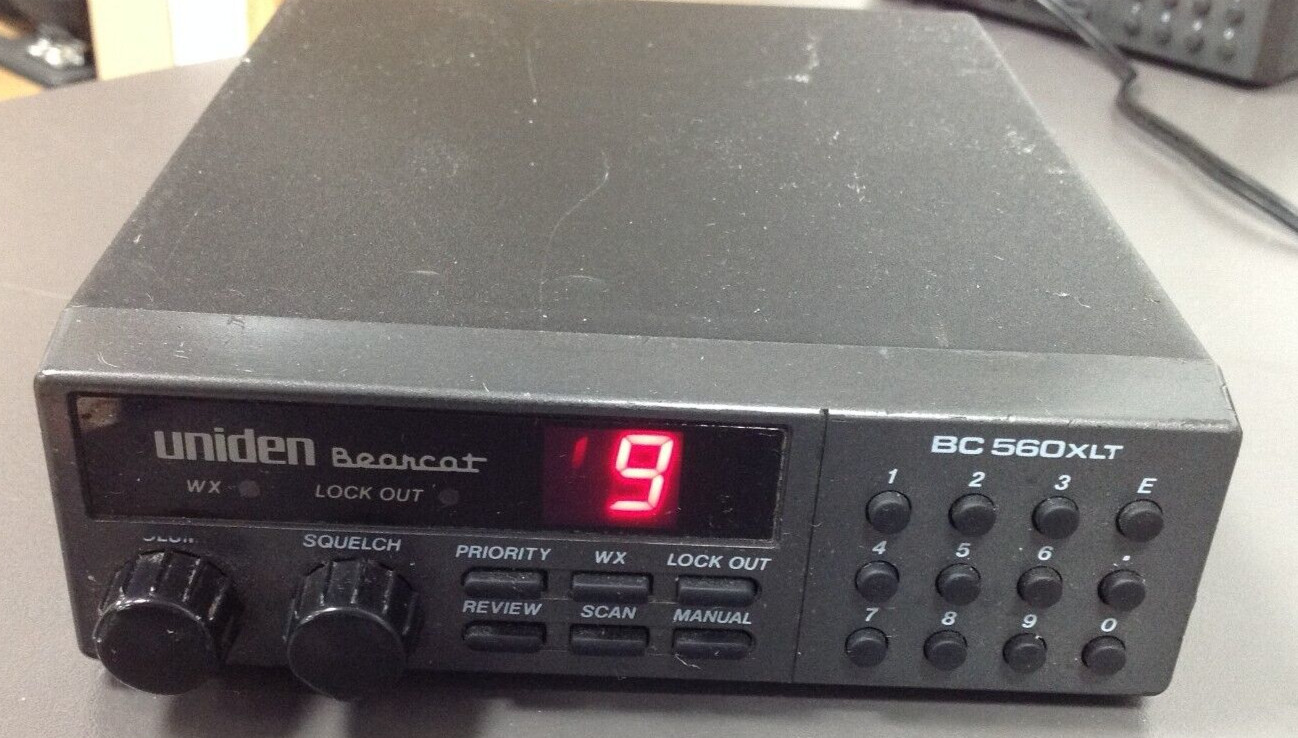 uniden Bearcat
9
WX LOCK OUT
BC 560XLT
SQUELCH
PRIORITY WX LOCK OUT
REVIEW SCAN MANUAL
1 2 3 E
4 5 6 .
7 8 9 0